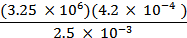 (3.25 × 10⁶)(4.2 × 10⁻⁴ )
2.5 × 10⁻³